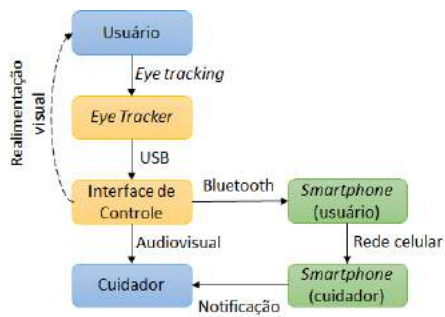 Usuário
Realimentação
visual
Eye tracking
Eye Tracker
USB
Interface de
Controle
Bluetooth
Smartphone
(usuário)
Audiovisual
Rede celular
Cuidador
Notificação
Smartphone
(cuidador)